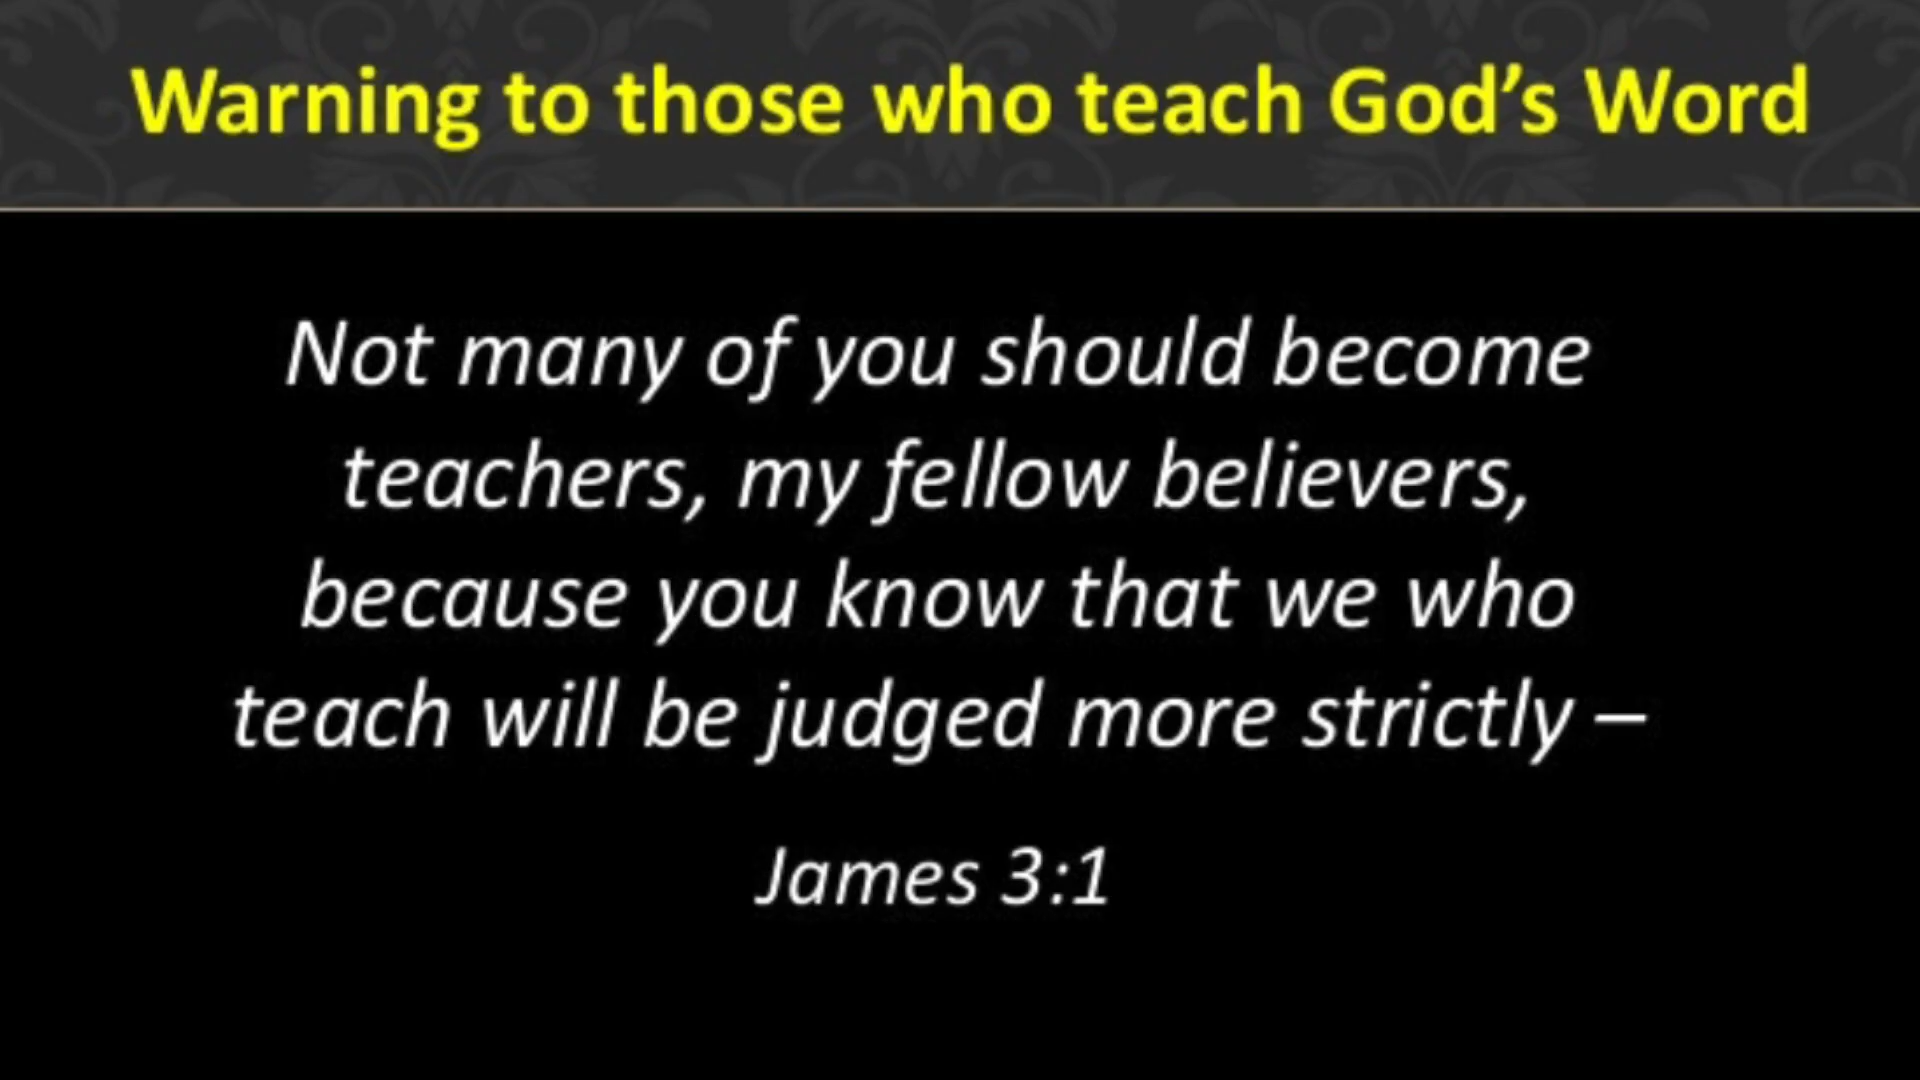 Warning to those who teach God’s Word
Not many of you should become
teachers, my fellow believers,
because you know that we who
teach will be judged more strictly –
James 3:1